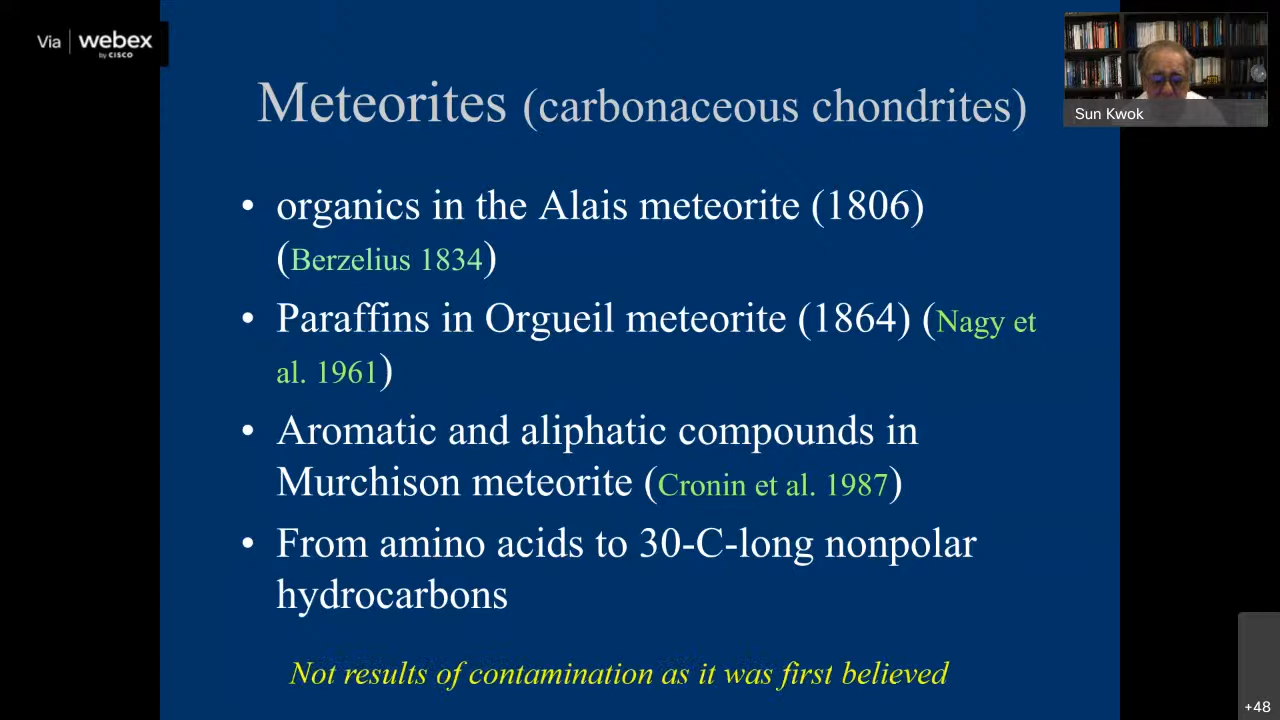 Via webex
by CISCO
Sun Kwok
Meteorites (carbonaceous chondrites)
• organics in the Alais meteorite (1806)
(Berzelius 1834)
• Paraffins in Orgueil meteorite (1864) (Nagy et
al. 1961)
• Aromatic and aliphatic compounds in
Murchison meteorite (Cronin et al. 1987)
• From amino acids to 30-C-long nonpolar
hydrocarbons
Not results of contamination as it was first believed
+48